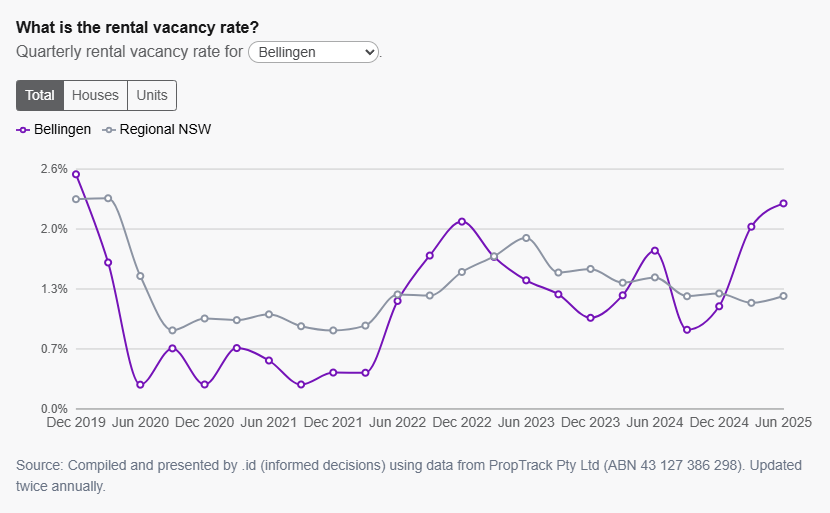 What is the rental vacancy rate?
Quarterly rental vacancy rate for Bellingen.
Total Houses Units
Bellingen Regional NSW
2.6%
2.0%
1.3%
0.7%
0.0%
Dec 2019 Jun 2020 Dec 2020 Jun 2021 Dec 2021 Jun 2022 Dec 2022 Jun 2023 Dec 2023 Jun 2024 Dec 2024 Jun 2025
Source: Compiled and presented by .id (informed decisions) using data from PropTrack Pty Ltd (ABN 43 127 386 298). Updated
twice annually.